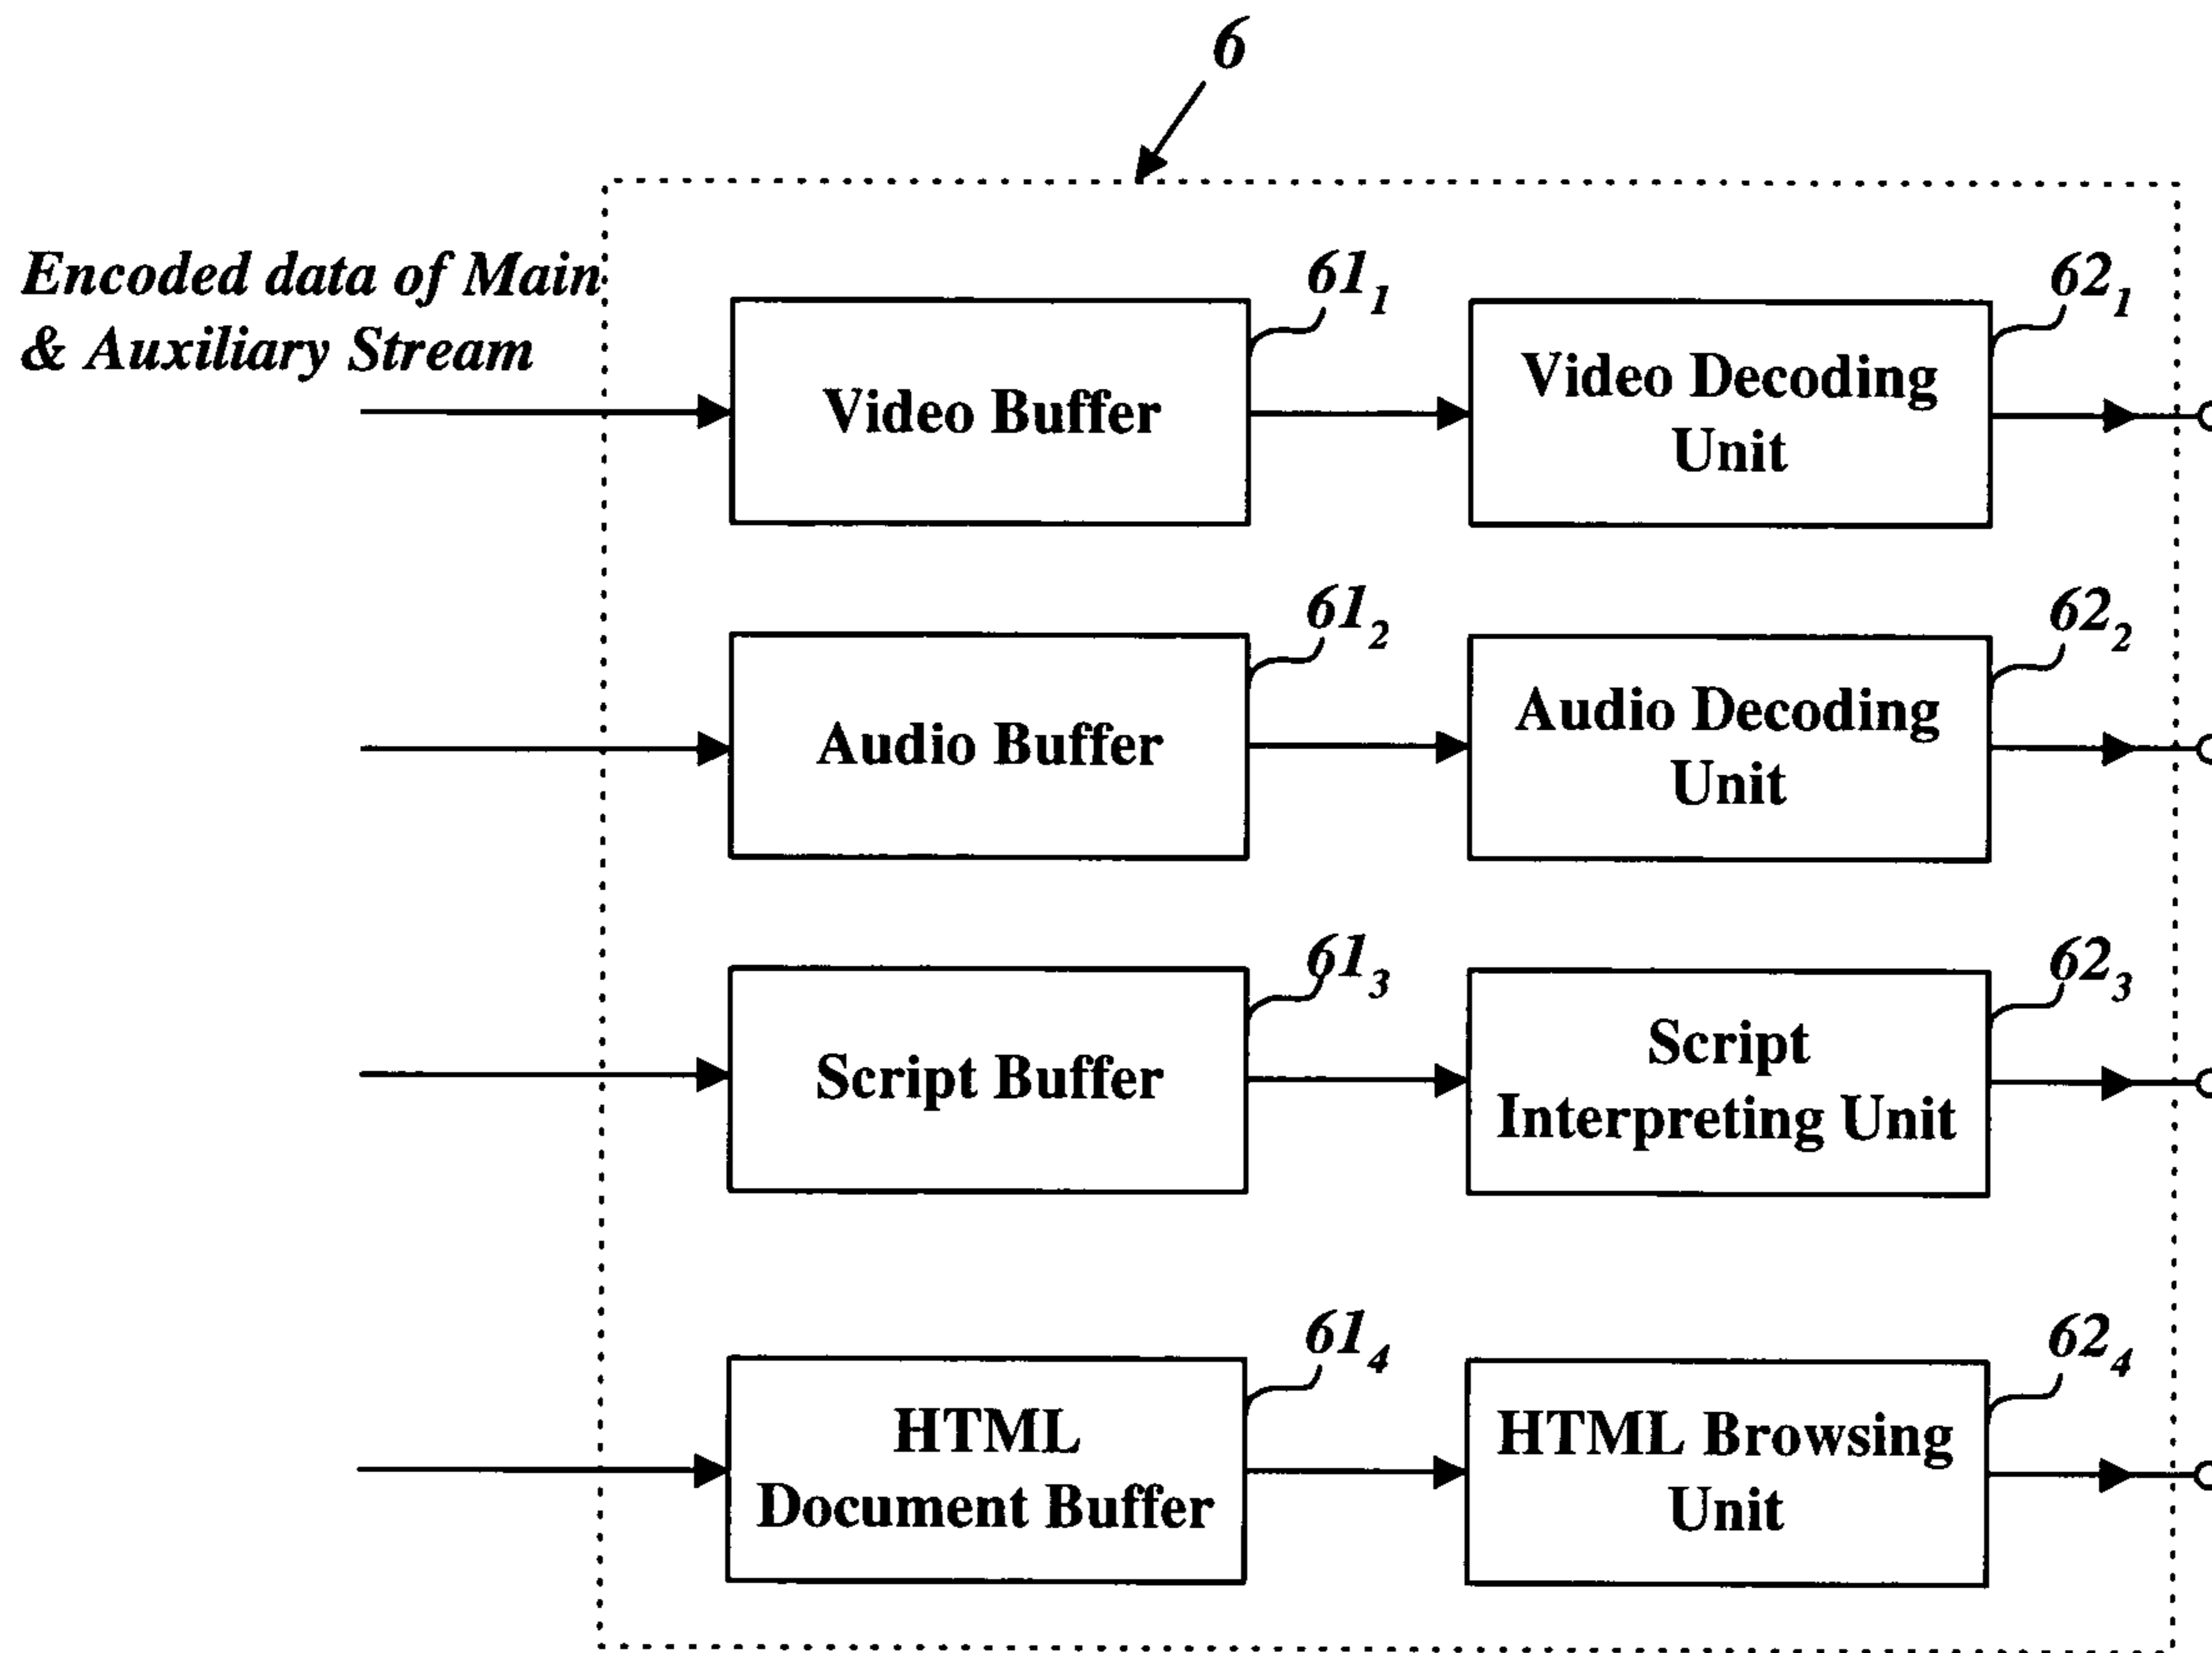 6
Encoded data of Main
& Auxiliary Stream
61₁
62₁
Video Buffer
Video Decoding
Unit
61₂
62₂
Audio Buffer
Audio Decoding
Unit
61₃
62₃
Script Buffer
Script
Interpreting Unit
61₄
62₄
HTML
Document Buffer
HTML Browsing
Unit